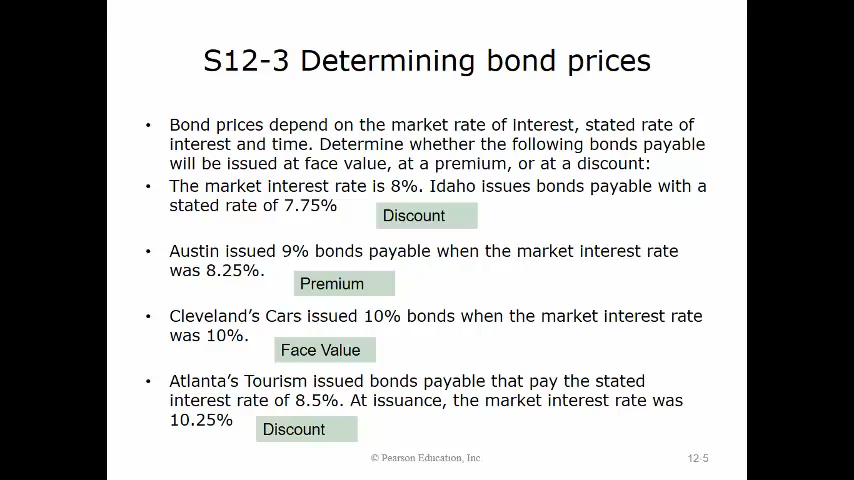 S12-3 Determining bond prices
• Bond prices depend on the market rate of interest, stated rate of
interest and time. Determine whether the following bonds payable
will be issued at face value, at a premium, or at a discount:
• The market interest rate is 8%. Idaho issues bonds payable with a
stated rate of 7.75%
Discount
• Austin issued 9% bonds payable when the market interest rate
was 8.25%.
Premium
• Cleveland's Cars issued 10% bonds when the market interest rate
was 10%.
Face Value
• Atlanta's Tourism issued bonds payable that pay the stated
interest rate of 8.5%. At issuance, the market interest rate was
10.25%
Discount
© Pearson Education, Inc.
12-5